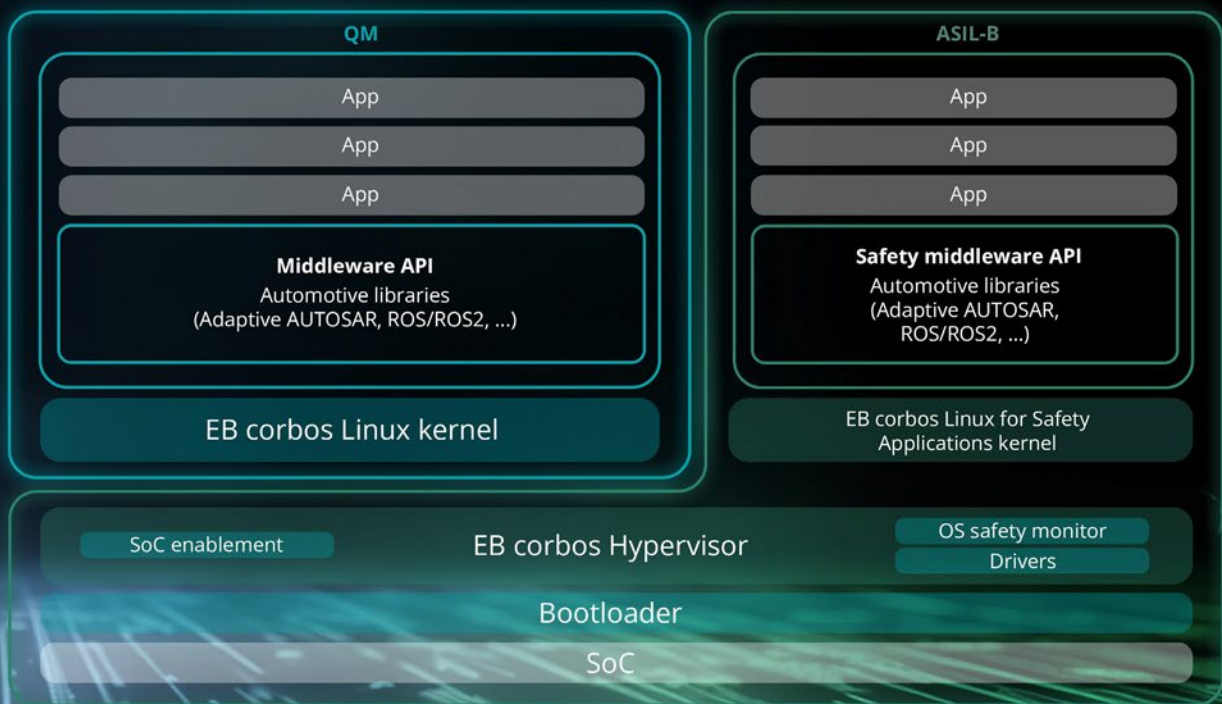 QM
App
App
App
Middleware API
Automotive libraries
(Adaptive AUTOSAR, ROS/ROS2, ...)
EB corbos Linux kernel
ASIL-B
App
App
App
Safety middleware API
Automotive libraries
(Adaptive AUTOSAR,
ROS/ROS2, ...)
EB corbos Linux for Safety
Applications kernel
SoC enablement
EB corbos Hypervisor
OS safety monitor
Drivers
Bootloader
SoC